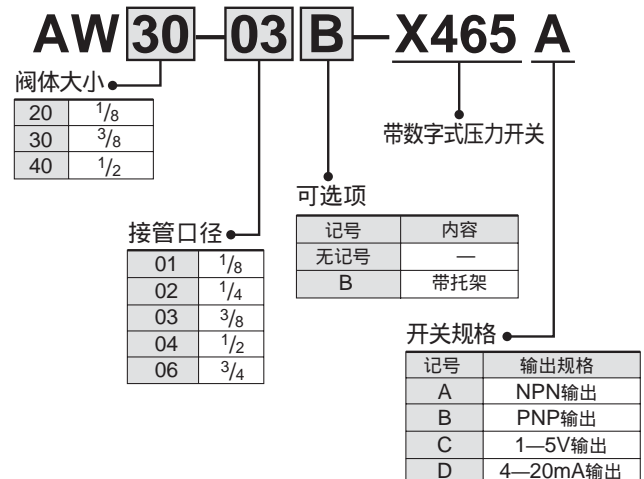 AW 30-03 B-X465 A
阀体大小
20 1/8
30 3/8
40 1/2
带数字式压力开关
可选项
记号 内容
无记号 —
B 带托架
接管口径
01 1/8
02 1/4
03 3/8
04 1/2
06 3/4
开关规格
记号 输出规格
A NPN输出
B PNP输出
C 1—5V输出
D 4—20mA输出